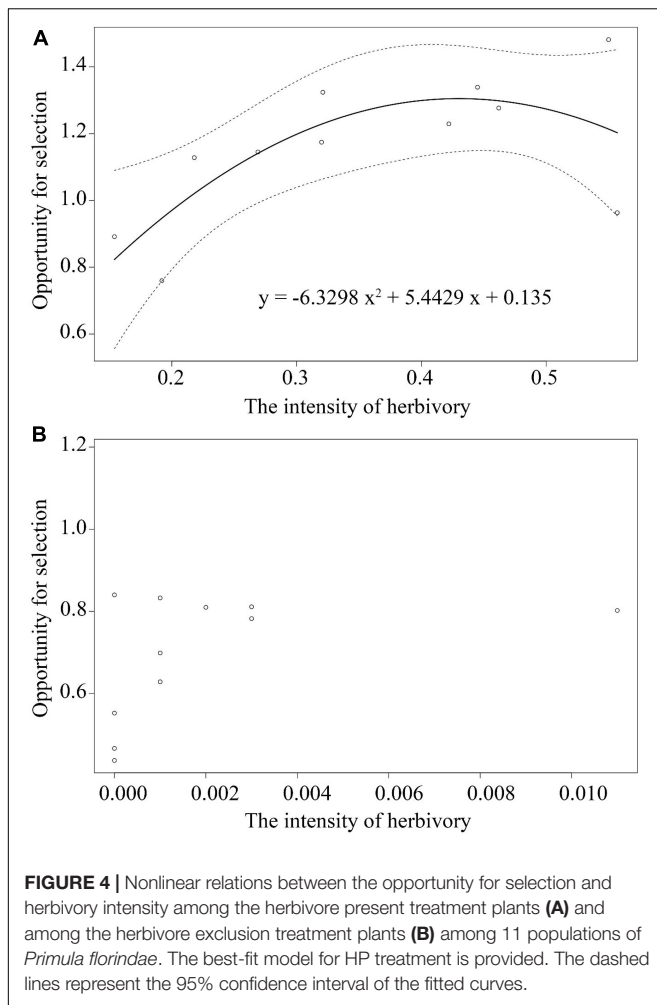 A
1.4
1.2
1.0
0.8
0.6
Opportunity for selection
y = -6.3298 x² + 5.4429 x + 0.135
0.2 0.3 0.4 0.5
The intensity of herbivory
B
1.2
1.0
0.8
0.6
Opportunity for selection
0.000 0.002 0.004 0.006 0.008 0.010
The intensity of herbivory
FIGURE 4 | Nonlinear relations between the opportunity for selection and
herbivory intensity among the herbivore present treatment plants (A) and
among the herbivore exclusion treatment plants (B) among 11 populations of
Primula florindae. The best-fit model for HP treatment is provided. The dashed
lines represent the 95% confidence interval of the fitted curves.